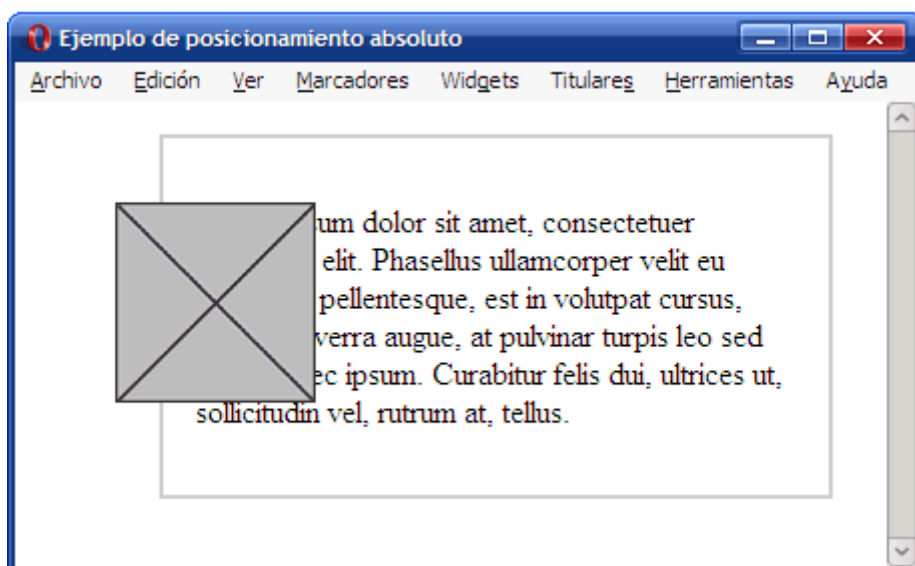 Ejemplo de posicionamiento absoluto
Archivo Edición Ver Marcadores Widgets Titulares Herramientas Ayuda
um dolor sit amet, consectetuer
elit. Phasellus ullamcorper velit eu
pellentesque, est in volutpat cursus,
verra augue, at pulvinar turpis leo sed
ec ipsum. Curabitur felis dui, ultrices ut,
sollicitudin vel, rutrum at, tellus.